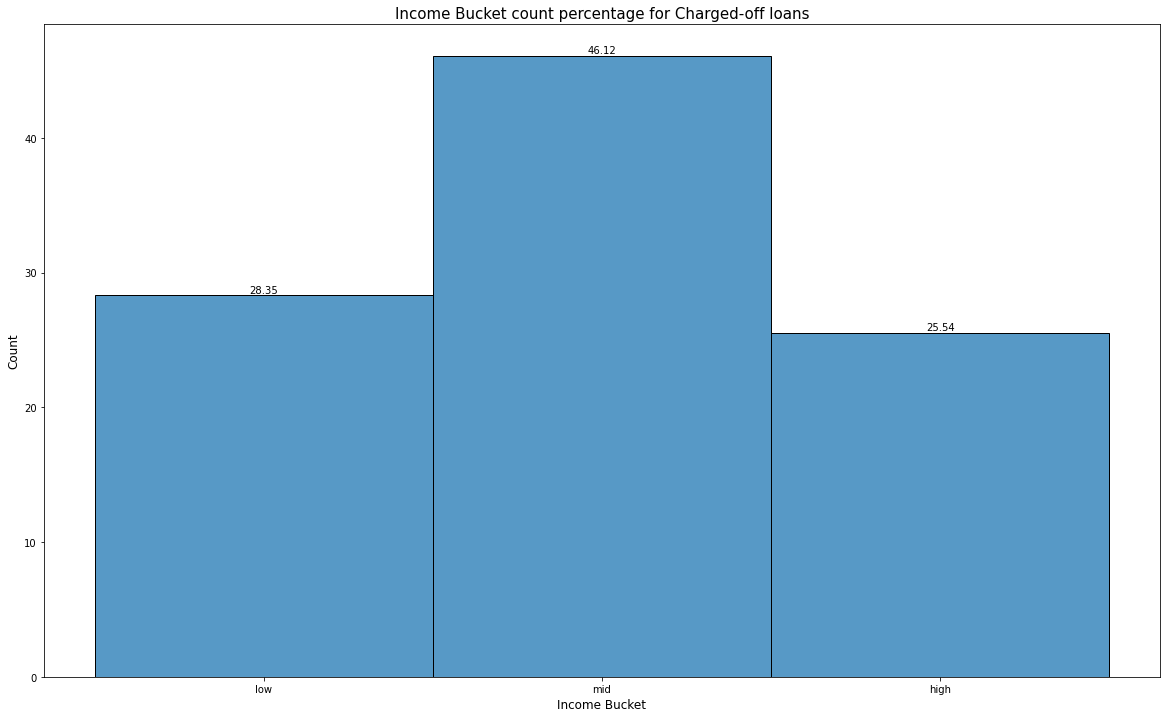 Income Bucket count percentage for Charged-off loans
46.12
40
30
28.35
25.54
Count
20
10
0
low
mid
high
Income Bucket